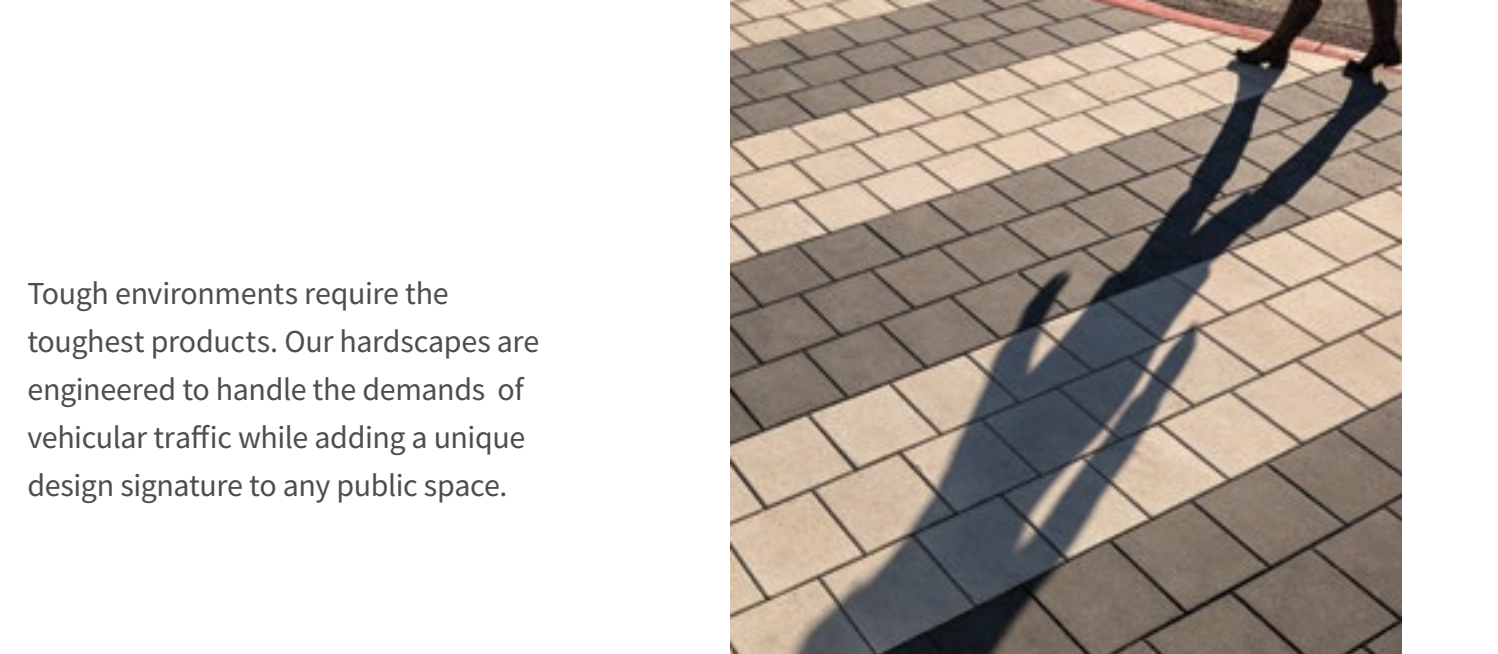 Tough environments require the
toughest products. Our hardscapes are
engineered to handle the demands  of
vehicular traffic while adding a unique
design signature to any public space.